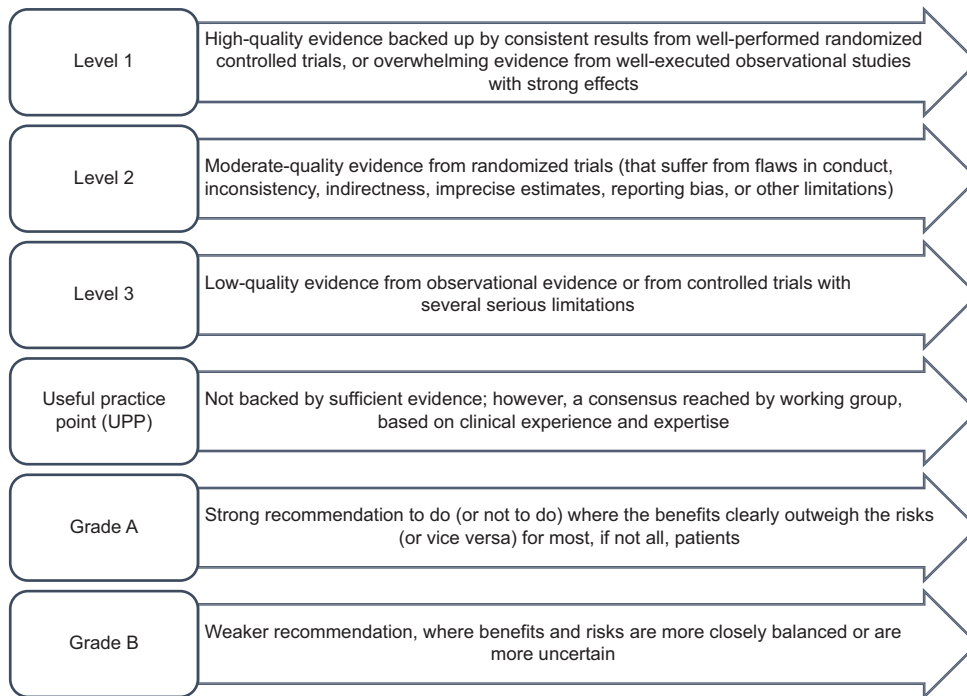 Level 1
High-quality evidence backed up by consistent results from well-performed randomized
controlled trials, or overwhelming evidence from well-executed observational studies
with strong effects
Level 2
Moderate-quality evidence from randomized trials (that suffer from flaws in conduct,
inconsistency, indirectness, imprecise estimates, reporting bias, or other limitations)
Level 3
Low-quality evidence from observational evidence or from controlled trials with
several serious limitations
Useful practice
point (UPP)
Not backed by sufficient evidence; however, a consensus reached by working group,
based on clinical experience and expertise
Grade A
Strong recommendation to do (or not to do) where the benefits clearly outweigh the risks
(or vice versa) for most, if not all, patients
Grade B
Weaker recommendation, where benefits and risks are more closely balanced or are
more uncertain